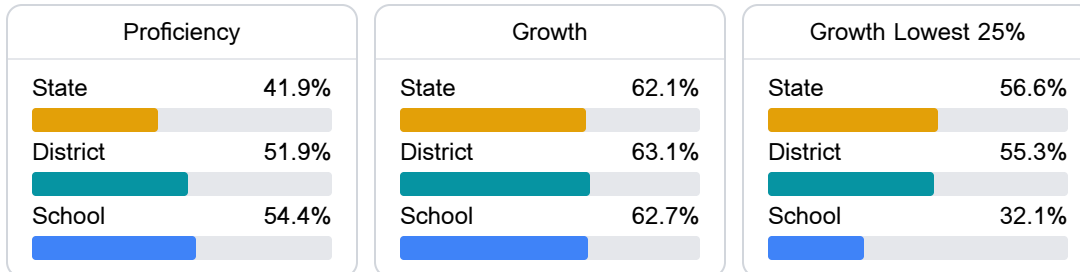 Proficiency
State 41.9%
District 51.9%
School 54.4%
Growth
State 62.1%
District 63.1%
School 62.7%
Growth Lowest 25%
State 56.6%
District 55.3%
School 32.1%